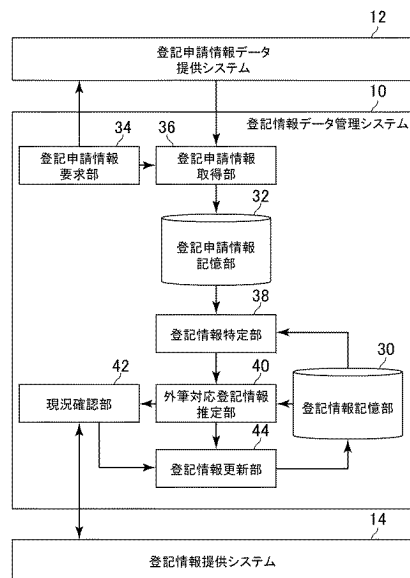 12
登記申請情報データ
提供システム
10
登記情報データ管理システム
34
登記申請情報
要求部
36
登記申請情報
取得部
32
登記申請情報
記憶部
38
登記情報特定部
30
登記情報記憶部
42
現況確認部
40
外筆対応登記情報
推定部
44
登記情報更新部
14
登記情報提供システム